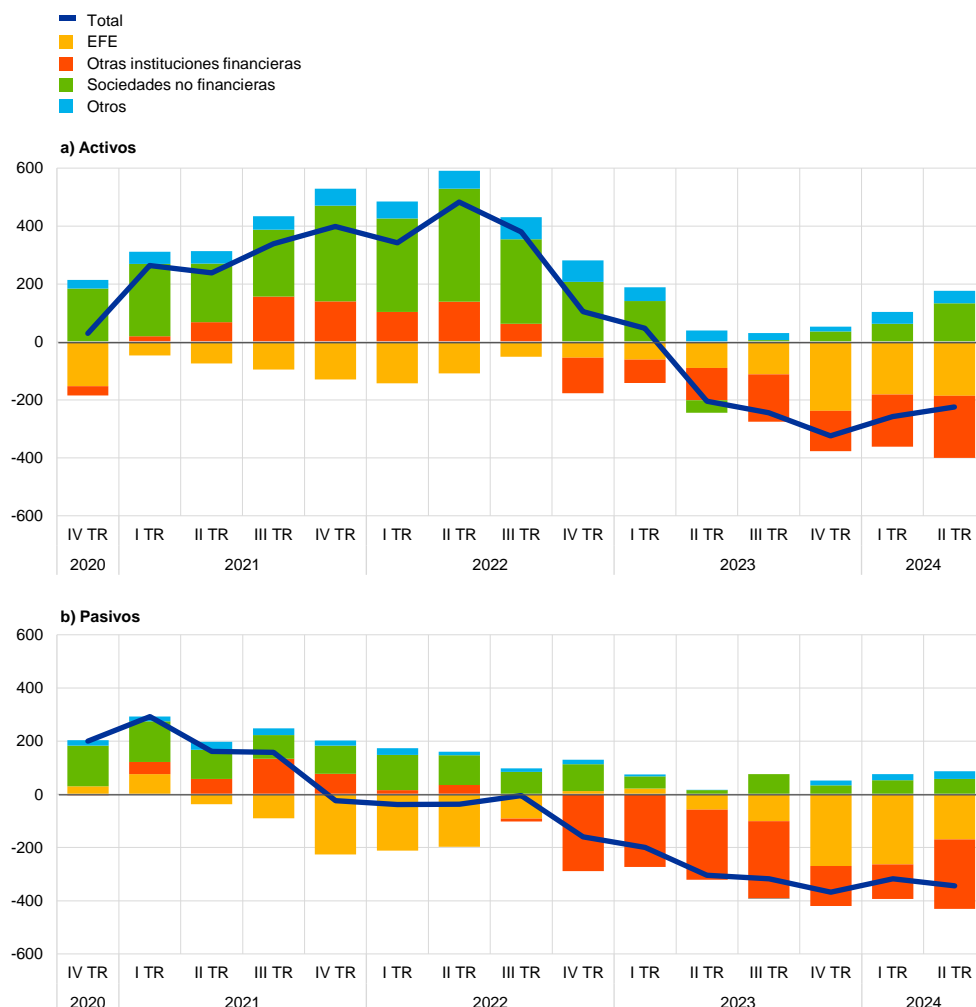 Total
EFE
Otras instituciones financieras
Sociedades no financieras
Otros
a) Activos
600
400
200
0
-200
-400
-600
IV TR I TR II TR III TR IV TR I TR II TR III TR IV TR I TR II TR III TR IV TR I TR II TR
2020 2021 2022 2023 2024
b) Pasivos
600
400
200
0
-200
-400
-600
IV TR I TR II TR III TR IV TR I TR II TR III TR IV TR I TR II TR III TR IV TR I TR II TR
2020 2021 2022 2023 2024